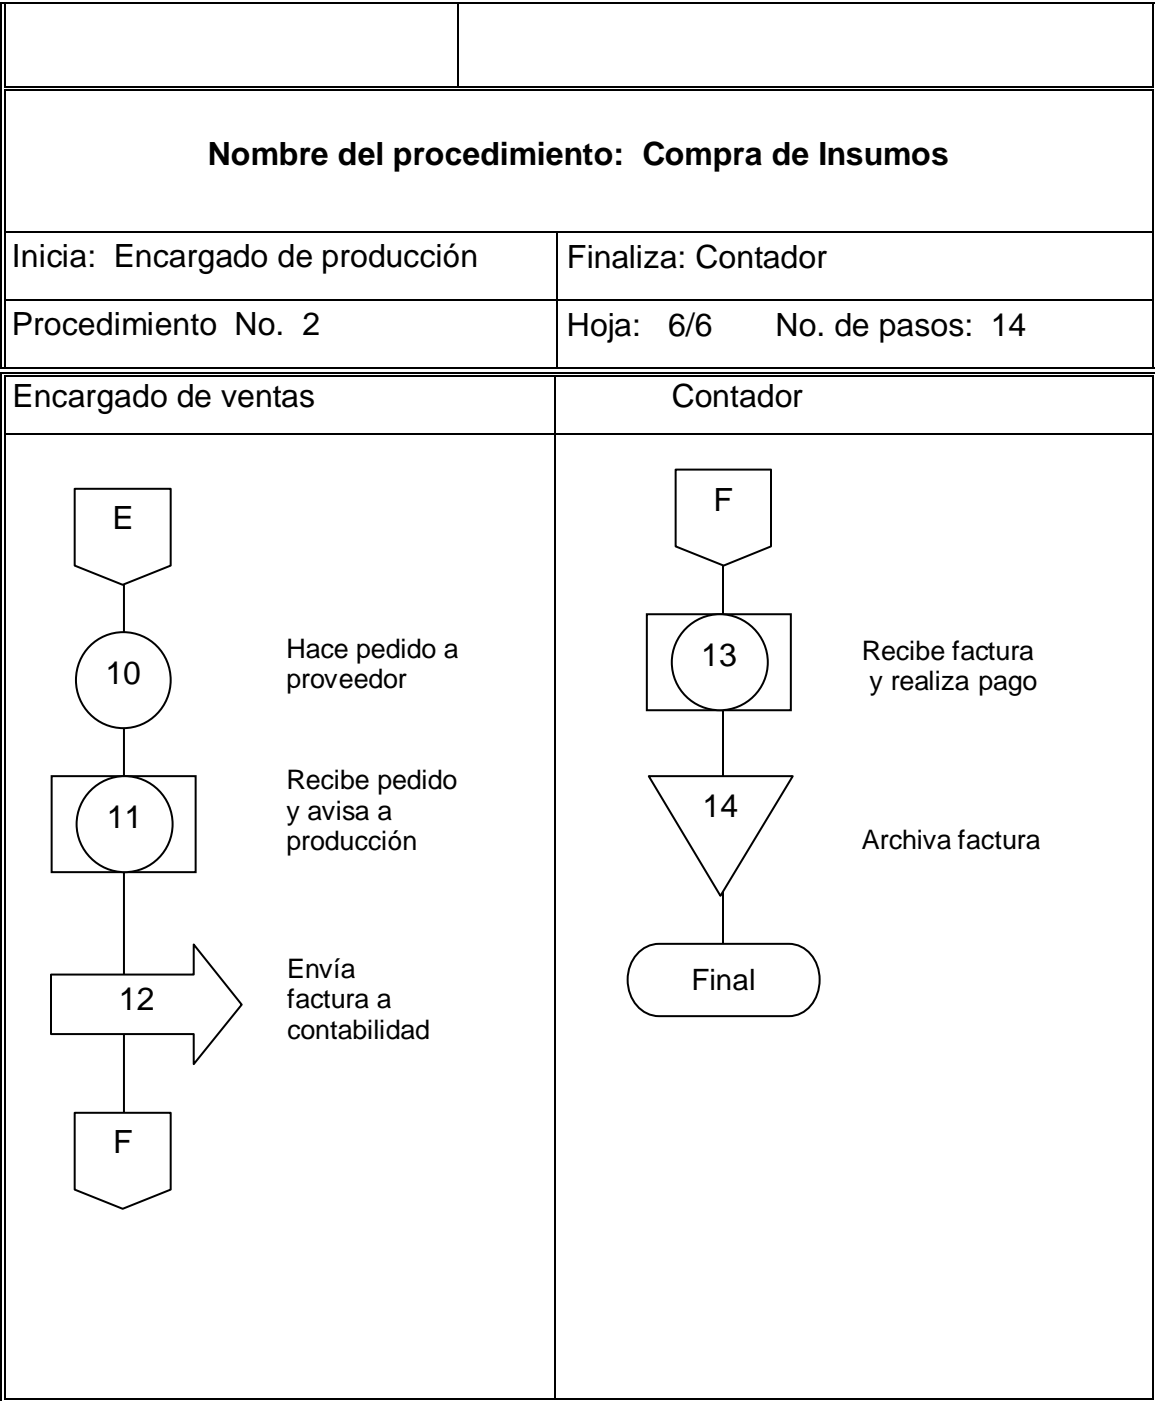 Nombre del procedimiento: Compra de Insumos
Inicia: Encargado de producción
Finaliza: Contador
Procedimiento No. 2
Hoja: 6/6 No. de pasos: 14
Encargado de ventas
Contador
E
10
Hace pedido a
proveedor
11
Recibe pedido
y avisa a
producción
12
Envía
factura a
contabilidad
F
F
13
Recibe factura
y realiza pago
14
Archiva factura
Final